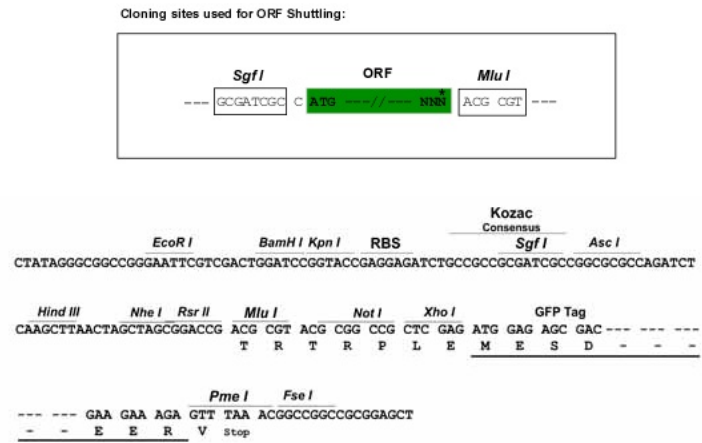 Cloning sites used for ORF Shuttling:
Sgf I ORF Mlu I
--- GCGATCGC C ATG ---//--- NNN* ACG CGT ---
Kozac
Consensus
EcoR I BamH I Kpn I RBS Sgf I Asc I
CTATAGGGCGGCCGGGAATTCGTCGACTGGATCCGGTACCGAGGAGATCTGCCGCCGCGATCGCCGGCGCGCCAGATCT
Hind III Nhe I Rsr II Mlu I Not I Xho I GFP Tag
CAAGCTTAACTAGCTAGCGGACCG ACG CGT ACG CGG CCG CTC GAG ATG GAG AGC GAC--- --- ---
T R T R P L E M E S D - - -
Pme I Fse I
--- --- GAA GAA AGA GTT TAA ACGGCCGGCCGCGGAGCT
- - E E R V Stop